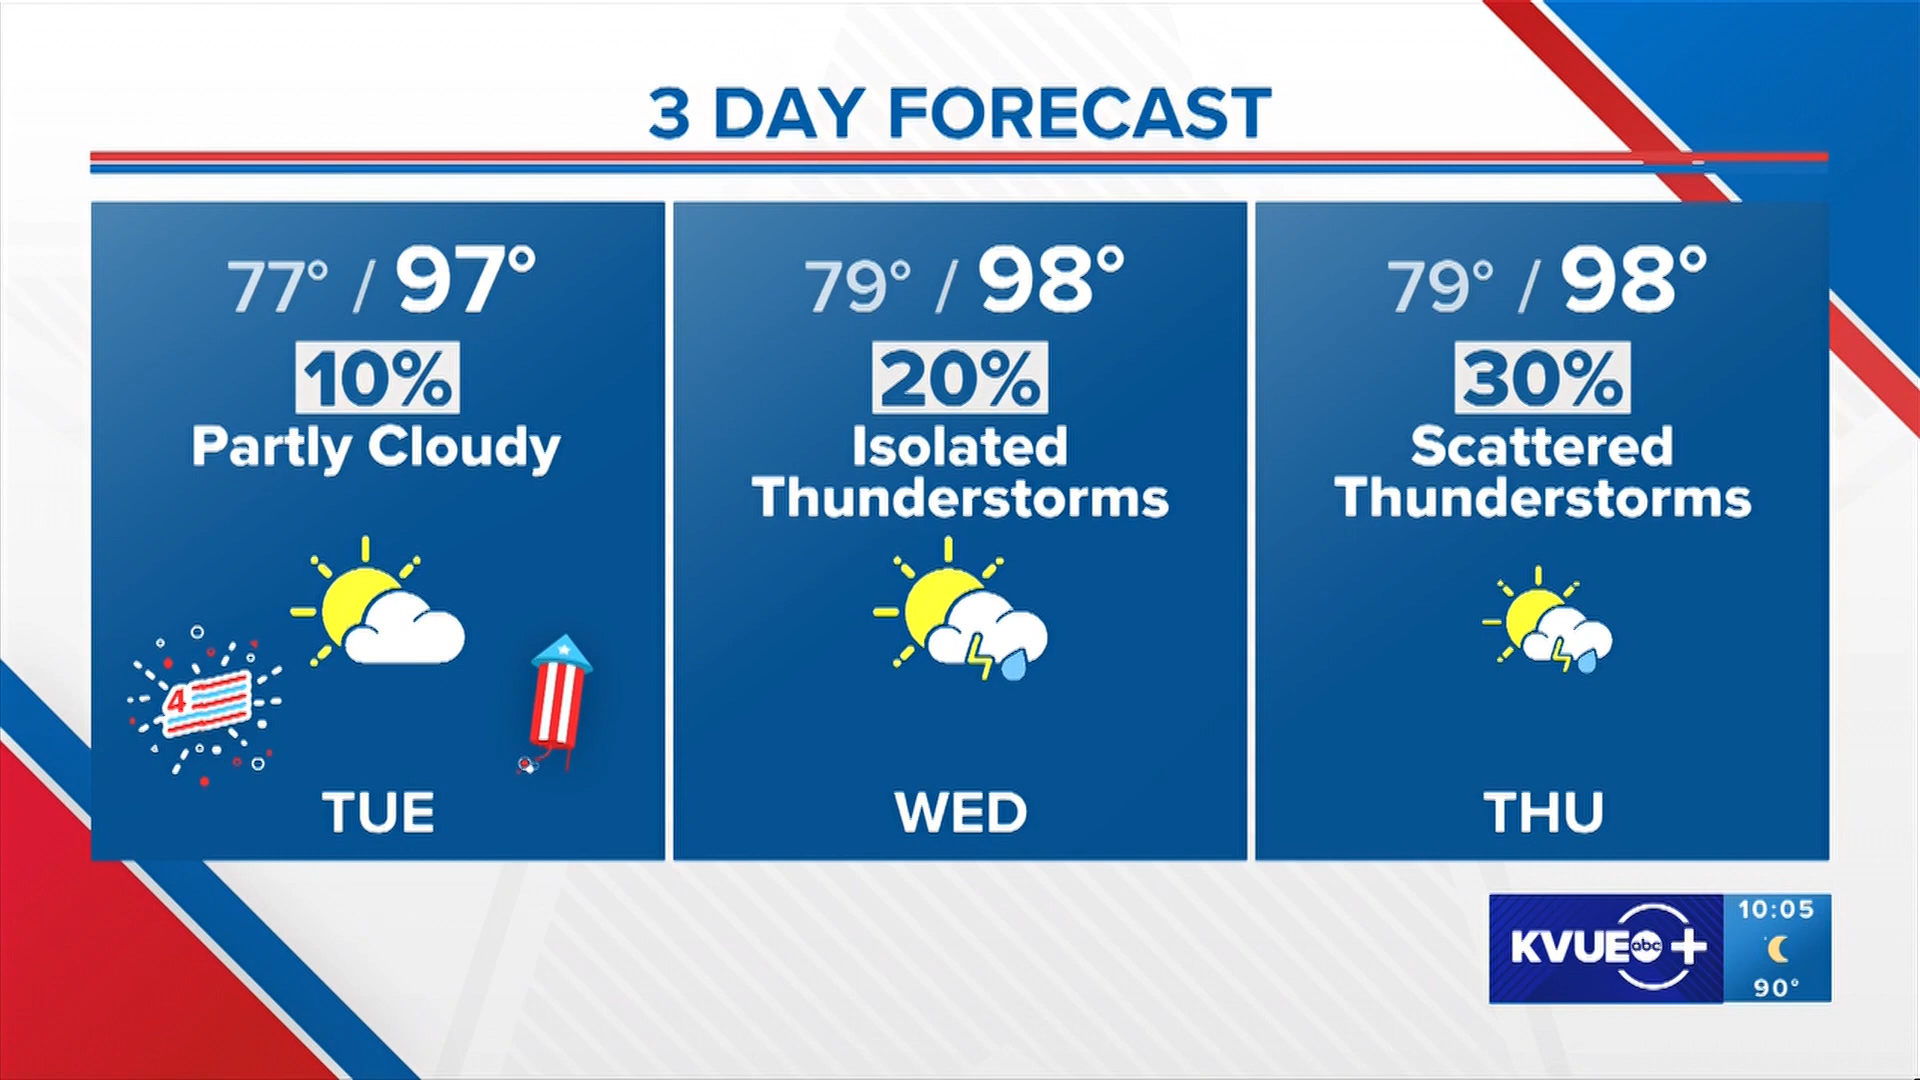 3 DAY FORECAST
77° / 97°
10%
Partly Cloudy
4
TUE
79° / 98°
20%
Isolated
Thunderstorms
WED
79° / 98°
30%
Scattered
Thunderstorms
THU
KVUE abc +
10:05
90°